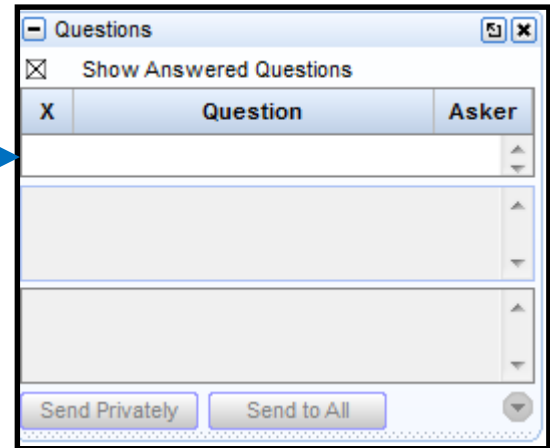 Questions
Show Answered Questions
X Question Asker
Send Privately Send to All